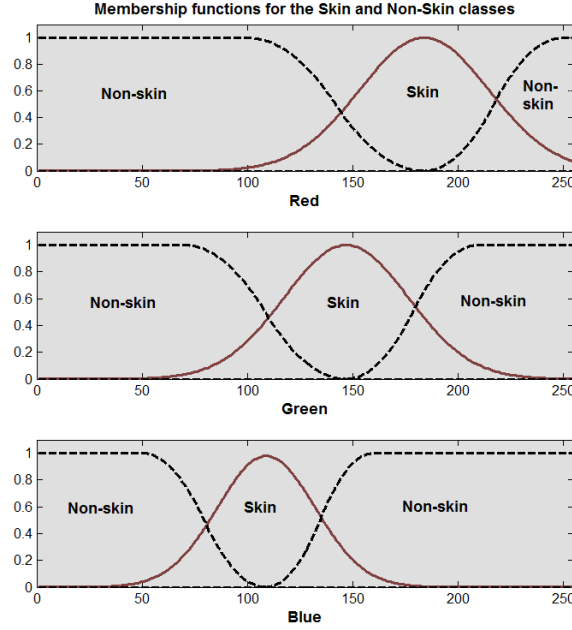 Membership functions for the Skin and Non-Skin classes
1
0.8
0.6
0.4
0.2
0
Non-skin
Skin
Non-
skin
0 50 100 150 200 250
Red
1
0.8
0.6
0.4
0.2
0
Non-skin
Skin
Non-skin
0 50 100 150 200 250
Green
1
0.8
0.6
0.4
0.2
0
Non-skin
Skin
Non-skin
0 50 100 150 200 250
Blue